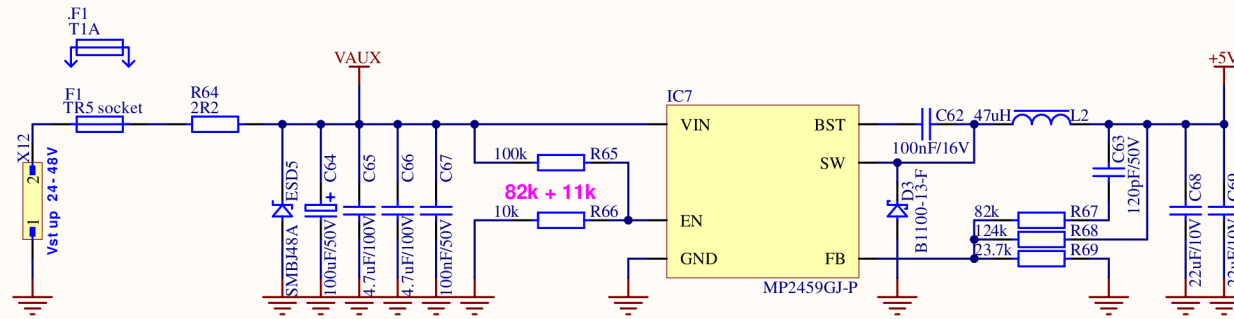 .F1
T1A
VAUX
+5V
F1
TR5 socket
R64
2R2
IC7
X12
2
1
Vst up 24-48V
ESD5
SMBJ48A
C64
+
100uF/50V
C65
4.7uF/100V
C66
4.7uF/100V
C67
100nF/50V
100k R65
82k + 11k
10k R66
VIN
EN
GND
BST
SW
FB
MP2459GJ-P
C62
100nF/16V
47uH L2
D3
B1100-13-F
C63
120pF/50V
82k R67
124k R68
23.7k R69
C68
22uF/10V
C69
22uF/10V